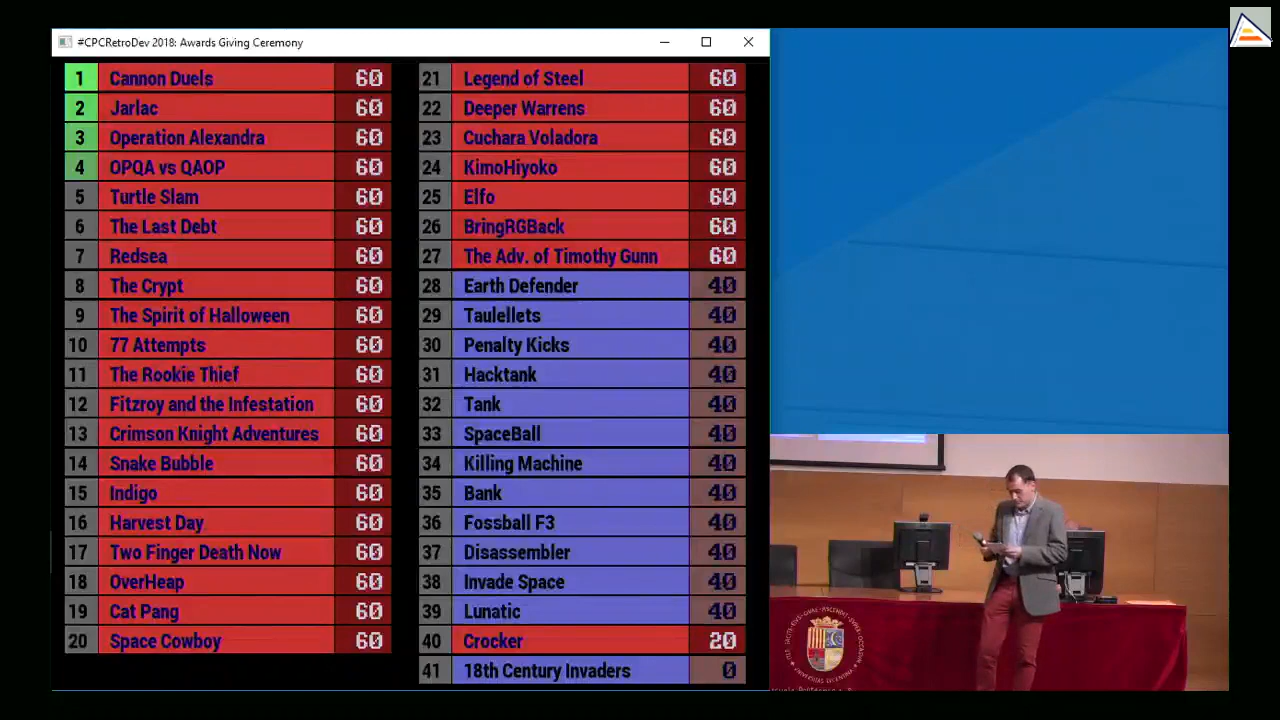 #CPCRetroDev 2018: Awards Giving Ceremony
1 Cannon Duels 60
2 Jarlac 60
3 Operation Alexandra 60
4 OPQA vs QAOP 60
5 Turtle Slam 60
6 The Last Debt 60
7 Redsea 60
8 The Crypt 60
9 The Spirit of Halloween 60
10 77 Attempts 60
11 The Rookie Thief 60
12 Fitzroy and the Infestation 60
13 Crimson Knight Adventures 60
14 Snake Bubble 60
15 Indigo 60
16 Harvest Day 60
17 Two Finger Death Now 60
18 OverHeap 60
19 Cat Pang 60
20 Space Cowboy 60
21 Legend of Steel 60
22 Deeper Warrens 60
23 Cuchara Voladora 60
24 KimoHiyoko 60
25 Elfo 60
26 BringRGBack 60
27 The Adv. of Timothy Gunn 60
28 Earth Defender 40
29 Taulellets 40
30 Penalty Kicks 40
31 Hacktank 40
32 Tank 40
33 SpaceBall 40
34 Killing Machine 40
35 Bank 40
36 Fossball F3 40
37 Disassembler 40
38 Invade Space 40
39 Lunatic 40
40 Crocker 20
41 18th Century Invaders 0